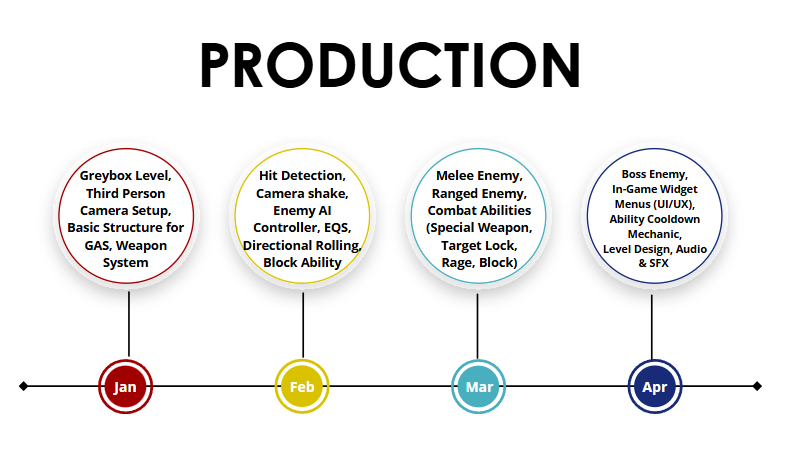 PRODUCTION
Greybox Level,
Third Person
Camera Setup,
Basic Structure for
GAS, Weapon
System
Hit Detection,
Camera shake,
Enemy AI
Controller, EQS,
Directional Rolling,
Block Ability
Melee Enemy,
Ranged Enemy,
Combat Abilities
(Special Weapon,
Target Lock,
Rage, Block)
Boss Enemy,
In-Game Widget
Menus (UI/UX),
Ability Cooldown
Mechanic,
Level Design, Audio
& SFX
Jan
Feb
Mar
Apr